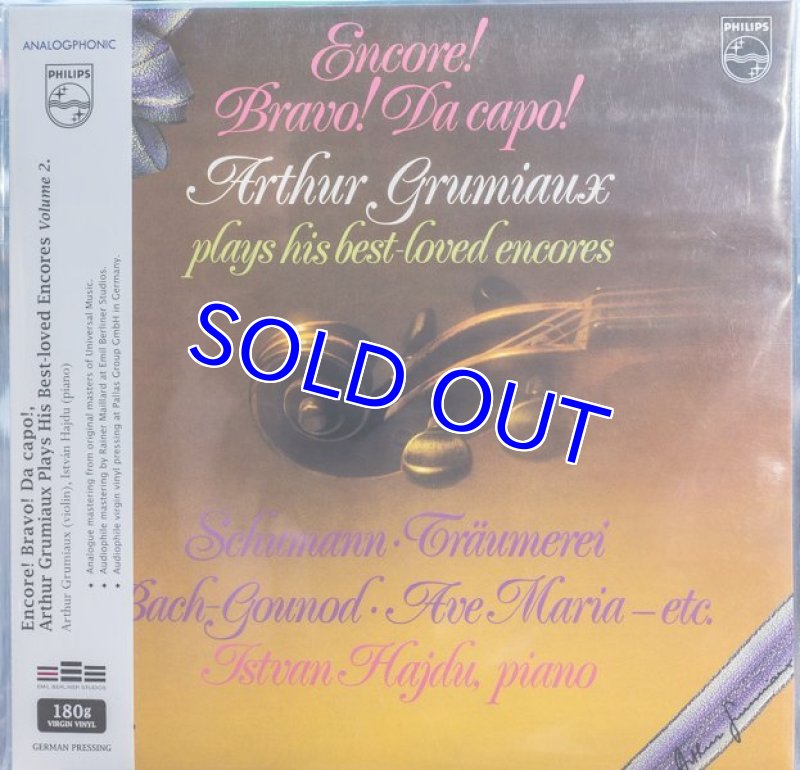 ANALOGPHONIC
PHILIPS
Encore! Bravo! Da capo!,
Arthur Grumiaux Plays His Best-loved Encores Volume 2.
Arthur Grumiaux (violin), István Hajdu (piano)
✦ Analogue mastering from original masters of Universal Music.
✦ Audiophile mastering by Rainer Maillard at Emil Berliner Studios.
✦ Audiophile virgin vinyl pressing at Pallas Group GmbH in Germany.
EMIL BERLINER STUDIOS
180g
VIRGIN VINYL
GERMAN PRESSING
PHILIPS
Encore!
Bravo! Da capo!
Arthur Grumiaux
plays his best-loved encores
SOLD OUT
Schumann · Träumerei
Bach-Gounod · Ave Maria – etc.
Istvan Hajdu, piano
Arthur Grumiaux